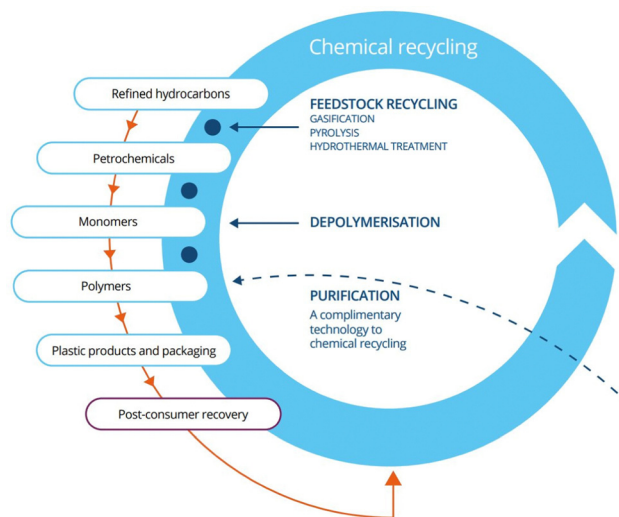 Chemical recycling
Refined hydrocarbons
Petrochemicals
Monomers
Polymers
Plastic products and packaging
Post-consumer recovery
FEEDSTOCK RECYCLING
GASIFICATION
PYROLYSIS
HYDROTHERMAL TREATMENT
DEPOLYMERISATION
PURIFICATION
A complimentary
technology to
chemical recycling